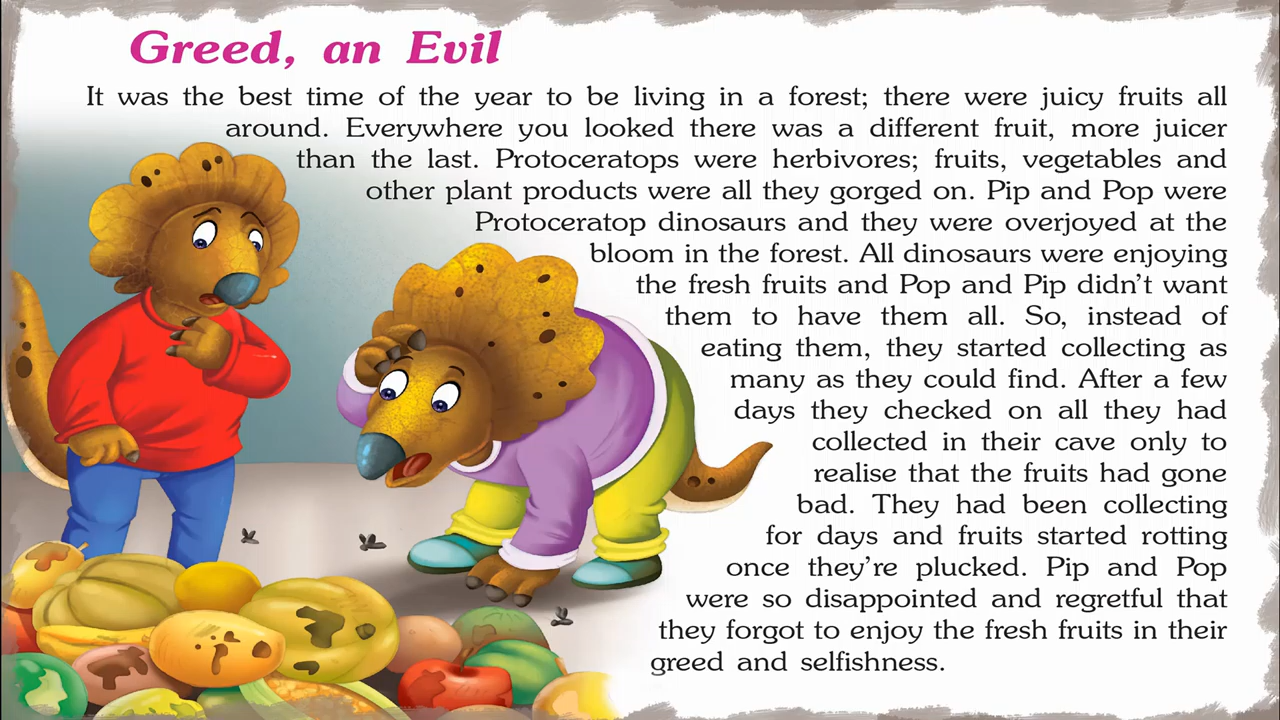 Greed, an Evil
It was the best time of the year to be living in a forest; there were juicy fruits all
around. Everywhere you looked there was a different fruit, more juicer
than the last. Protoceratops were herbivores; fruits, vegetables and
other plant products were all they gorged on. Pip and Pop were
Protoceratop dinosaurs and they were overjoyed at the
bloom in the forest. All dinosaurs were enjoying
the fresh fruits and Pop and Pip didn't want
them to have them all. So, instead of
eating them, they started collecting as
many as they could find. After a few
days they checked on all they had
collected in their cave only to
realise that the fruits had gone
bad. They had been collecting
for days and fruits started rotting
once they're plucked. Pip and Pop
were so disappointed and regretful that
they forgot to enjoy the fresh fruits in their
greed and selfishness.